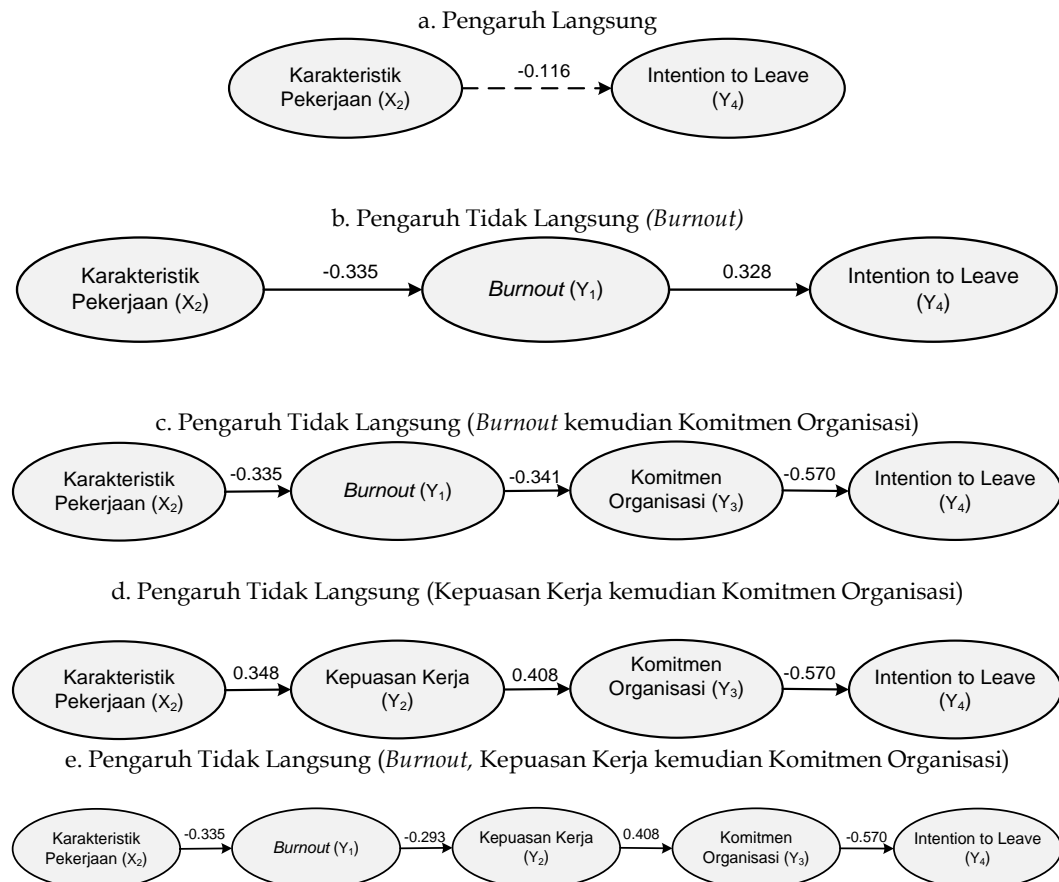 a. Pengaruh Langsung
Karakteristik
Pekerjaan (X₂)
-0.116
Intention to Leave
(Y₄)
b. Pengaruh Tidak Langsung (Burnout)
Karakteristik
Pekerjaan (X₂)
-0.335
Burnout (Y₁)
0.328
Intention to Leave
(Y₄)
c. Pengaruh Tidak Langsung (Burnout kemudian Komitmen Organisasi)
Karakteristik
Pekerjaan (X₂)
-0.335
Burnout (Y₁)
-0.341
Komitmen
Organisasi (Y₃)
-0.570
Intention to Leave
(Y₄)
d. Pengaruh Tidak Langsung (Kepuasan Kerja kemudian Komitmen Organisasi)
Karakteristik
Pekerjaan (X₂)
0.348
Kepuasan Kerja
(Y₂)
0.408
Komitmen
Organisasi (Y₃)
-0.570
Intention to Leave
(Y₄)
e. Pengaruh Tidak Langsung (Burnout, Kepuasan Kerja kemudian Komitmen Organisasi)
Karakteristik
Pekerjaan (X₂)
-0.335
Burnout (Y₁)
-0.293
Kepuasan Kerja
(Y₂)
0.408
Komitmen
Organisasi (Y₃)
-0.570
Intention to Leave
(Y₄)